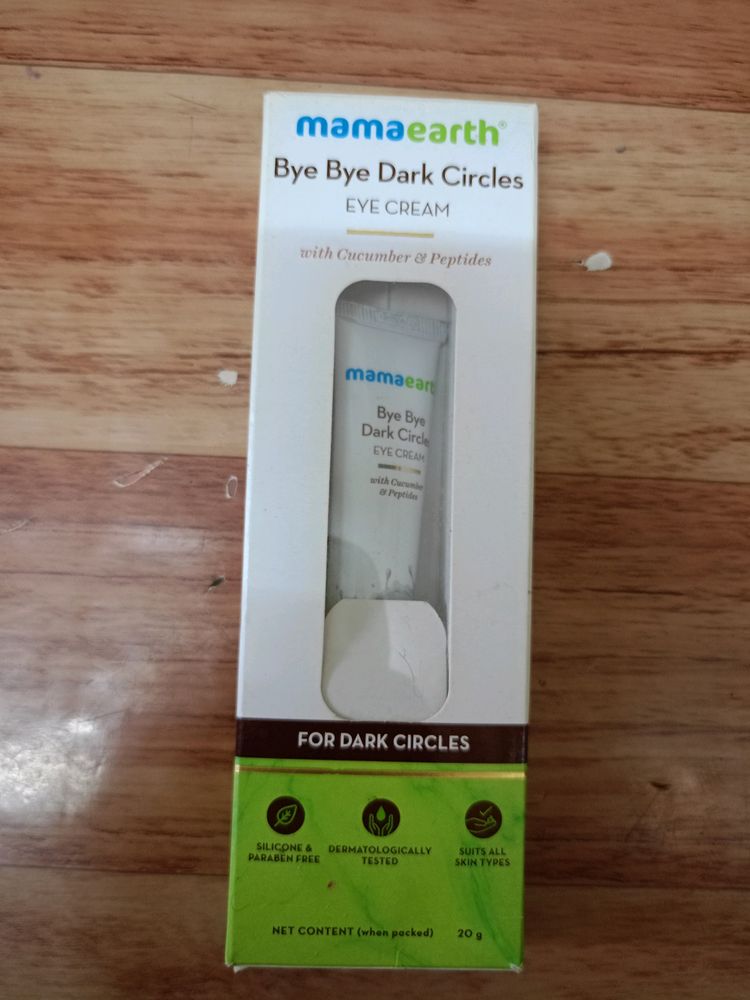 mamaearth®
Bye Bye Dark Circles
EYE CREAM
with Cucumber & Peptides
mamaeart
Bye Bye
Dark Circle
EYE CREAM
with Cucumber
& Peptides
FOR DARK CIRCLES
SILICONE &
PARABEN FREE
DERMATOLOGICALLY
TESTED
SUITS ALL
SKIN TYPES
NET CONTENT (when packed) 20 g